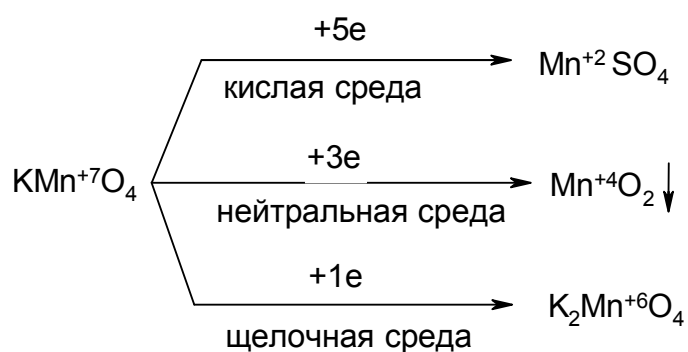 +5e
Mn⁺² SO₄
кислая среда
+3e
KMn⁺⁷O₄
Mn⁺⁴O₂ ↓
нейтральная среда
+1e
K₂Mn⁺⁶O₄
щелочная среда